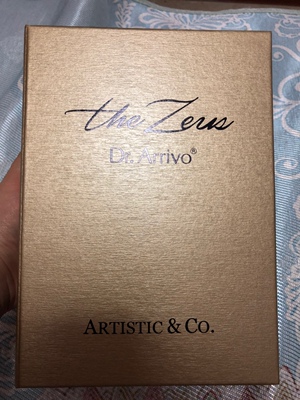 the Zeus
Dr. Arrivo®
ARTISTIC & CO.